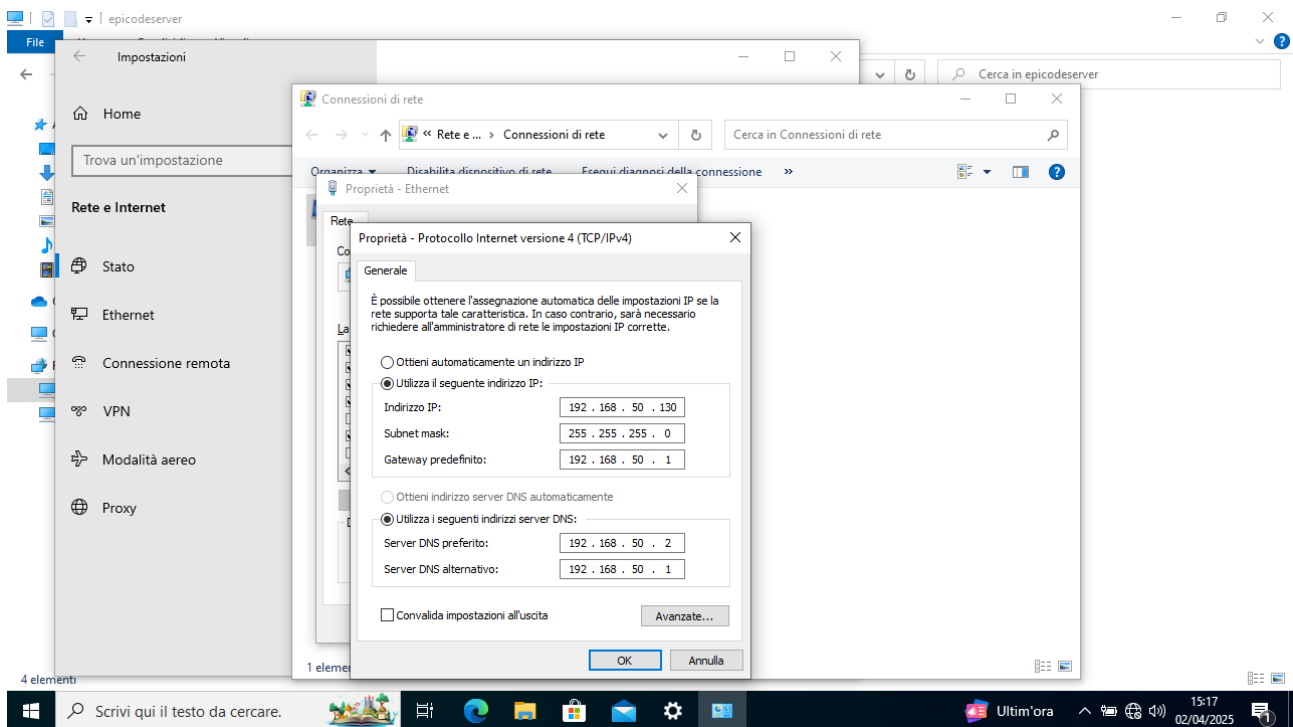 epicodeserver
File
Impostazioni
Cerca in epicodeserver
Connessioni di rete
Home
Rete e ... Connessioni di rete
Cerca in Connessioni di rete
Trova un'impostazione
Organizza Disabilita dispositivo di rete Esegui diagnosi della connessione »
Proprietà - Ethernet
Rete e Internet
Rete
Proprietà - Protocollo Internet versione 4 (TCP/IPv4)
Co
Generale
Stato
È possibile ottenere l'assegnazione automatica delle impostazioni IP se la
rete supporta tale caratteristica. In caso contrario, sarà necessario
richiedere all'amministratore di rete le impostazioni IP corrette.
Ethernet
La
Connessione remota
Ottieni automaticamente un indirizzo IP
Utilizza il seguente indirizzo IP:
VPN
Indirizzo IP: 192 . 168 . 50 . 130
Subnet mask: 255 . 255 . 255 . 0
Modalità aereo
Gateway predefinito: 192 . 168 . 50 . 1
Proxy
Ottieni indirizzo server DNS automaticamente
Utilizza i seguenti indirizzi server DNS:
Server DNS preferito: 192 . 168 . 50 . 2
Server DNS alternativo: 192 . 168 . 50 . 1
Convalida impostazioni all'uscita
Avanzate...
OK Annulla
1 eleme
4 elementi
Scrivi qui il testo da cercare.
Ultim'ora
15:17
02/04/2025
1